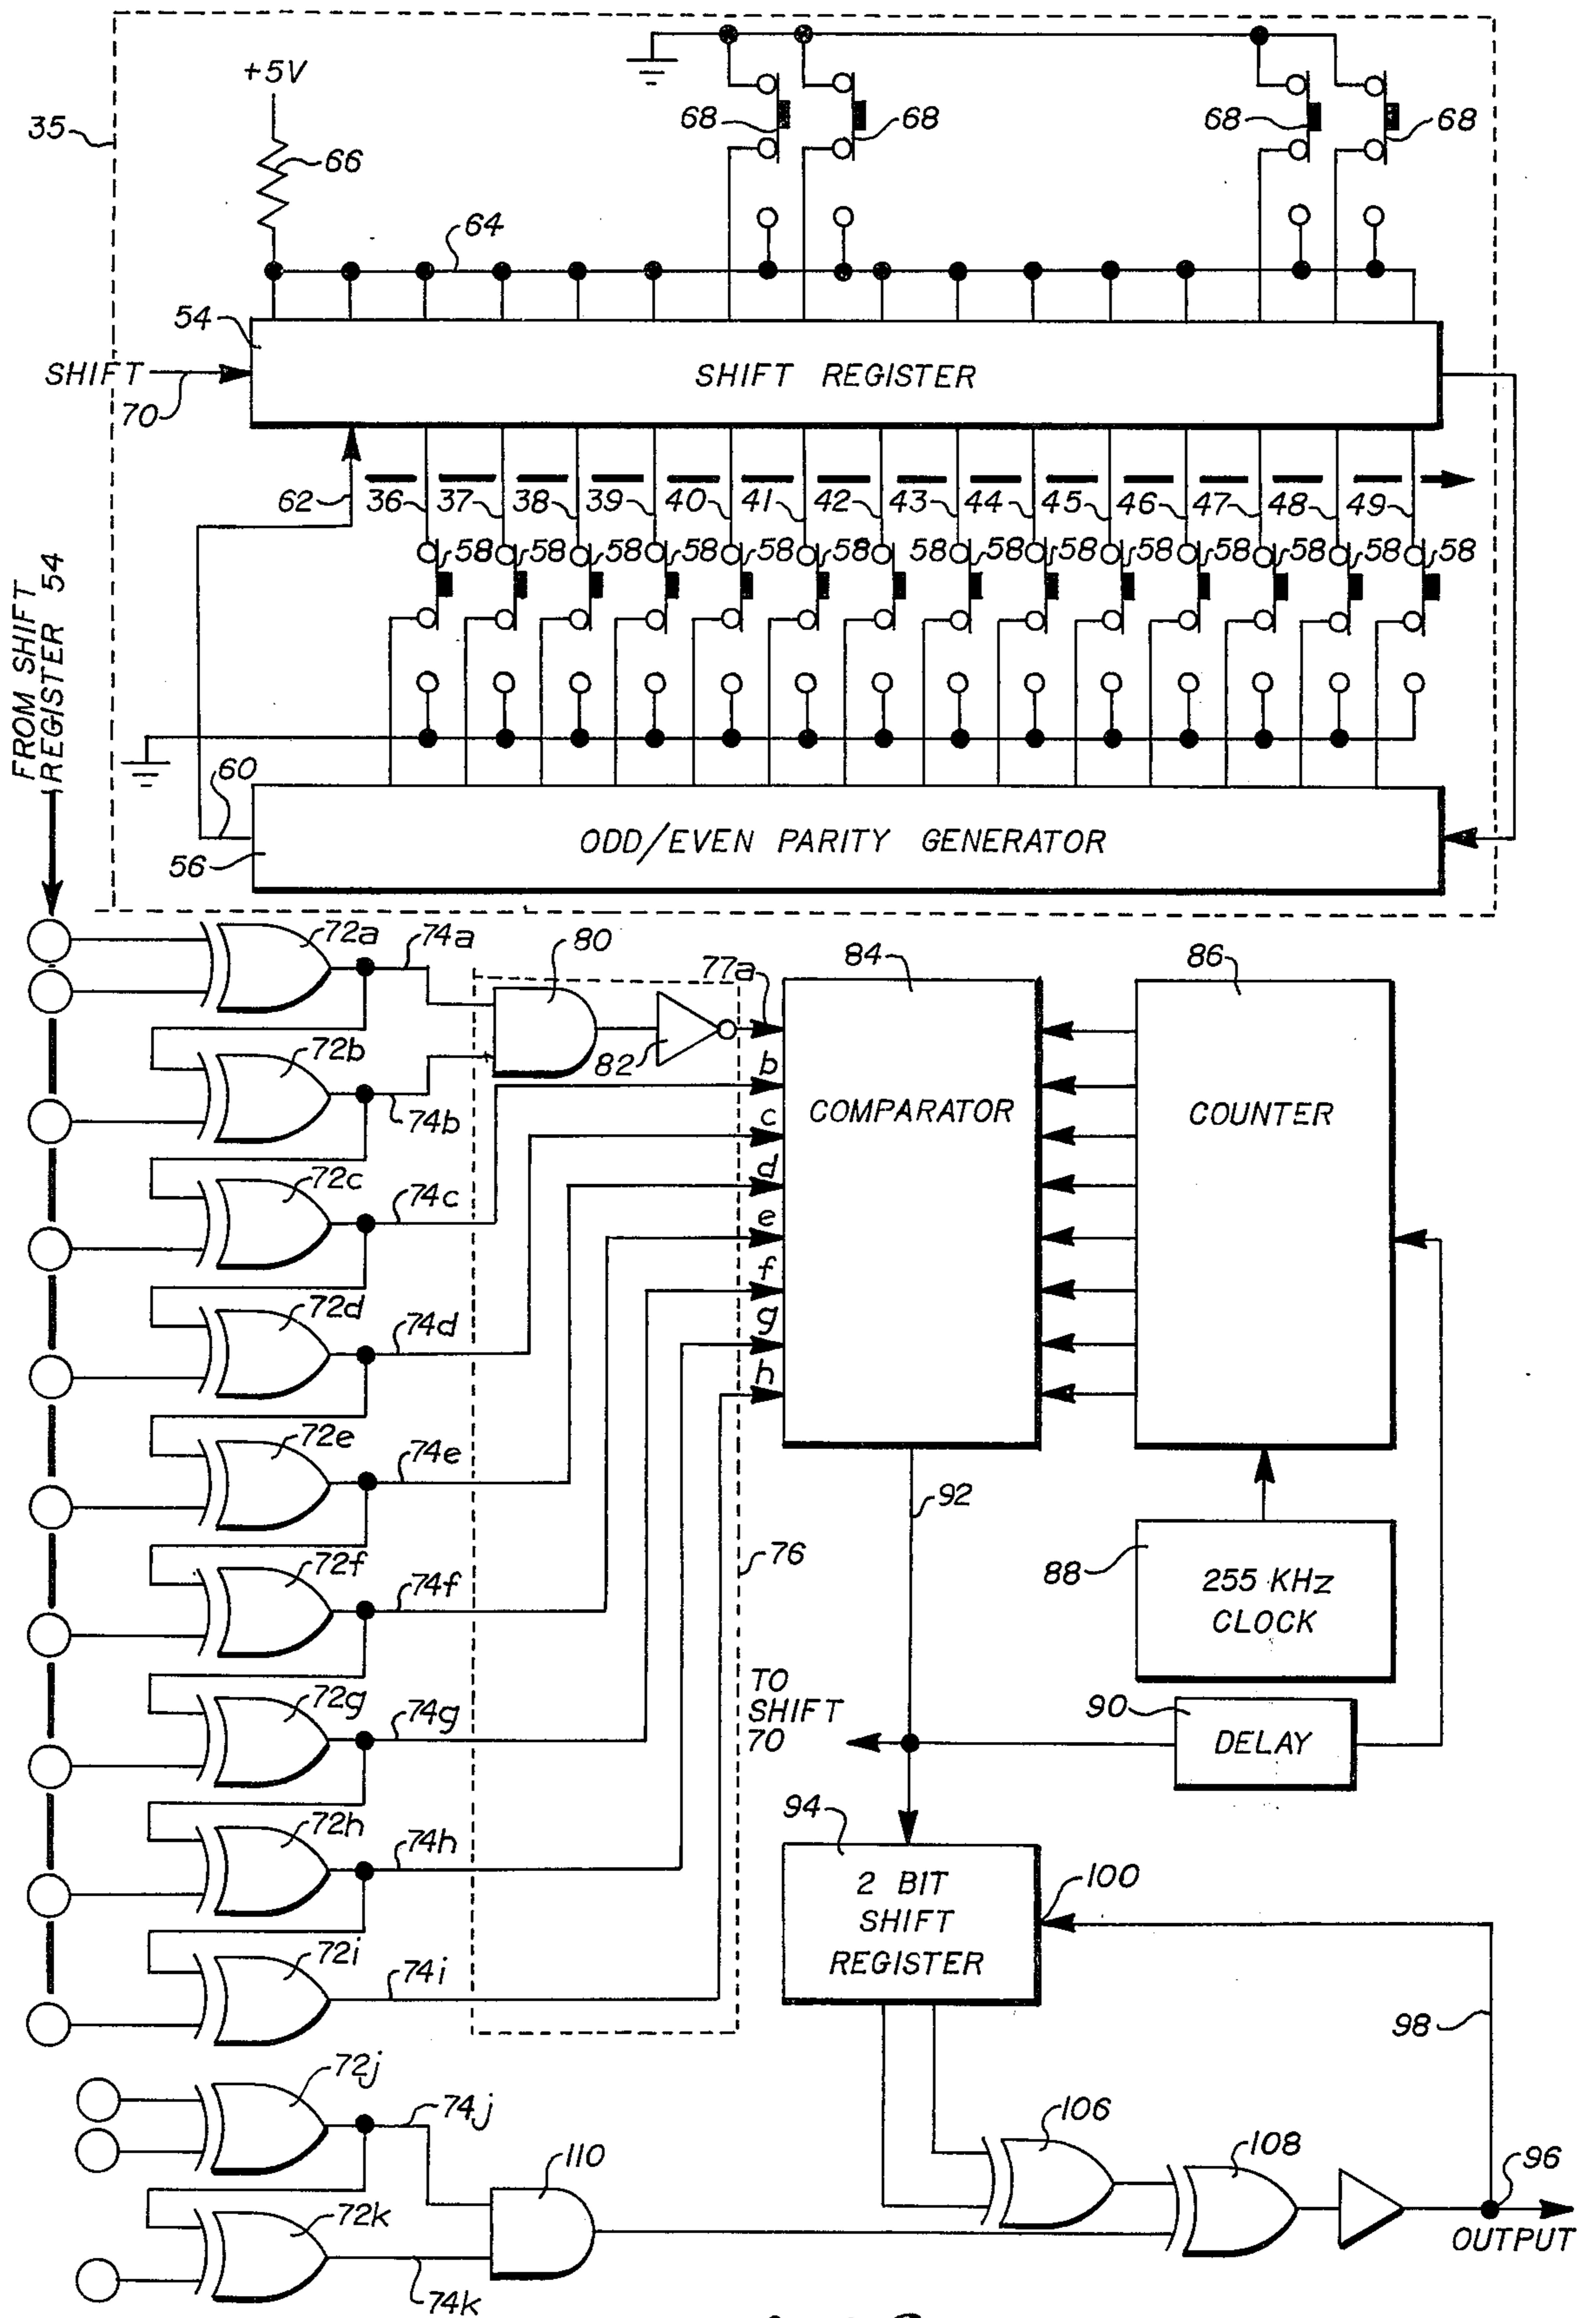 +5V
35
66
68
68
68
68
64
54
SHIFT
70
SHIFT REGISTER
62
36 37 38 39 40 41 42 43 44 45 46 47 48 49
58 58 58 58 58 58 58 58 58 58 58 58 58 58
FROM SHIFT
REGISTER 54
60
56
ODD/EVEN PARITY GENERATOR
72a
74a
80
82
77a
84
86
b
c
d
e
f
g
h
COMPARATOR
COUNTER
72b
74b
72c
74c
72d
74d
72e
74e
72f
74f
72g
74g
72h
74h
72i
74i
76
92
88
255 KHz
CLOCK
TO
SHIFT
70
90
DELAY
94
2 BIT
SHIFT
REGISTER
100
98
72j
74j
110
72k
74k
106
108
96
OUTPUT